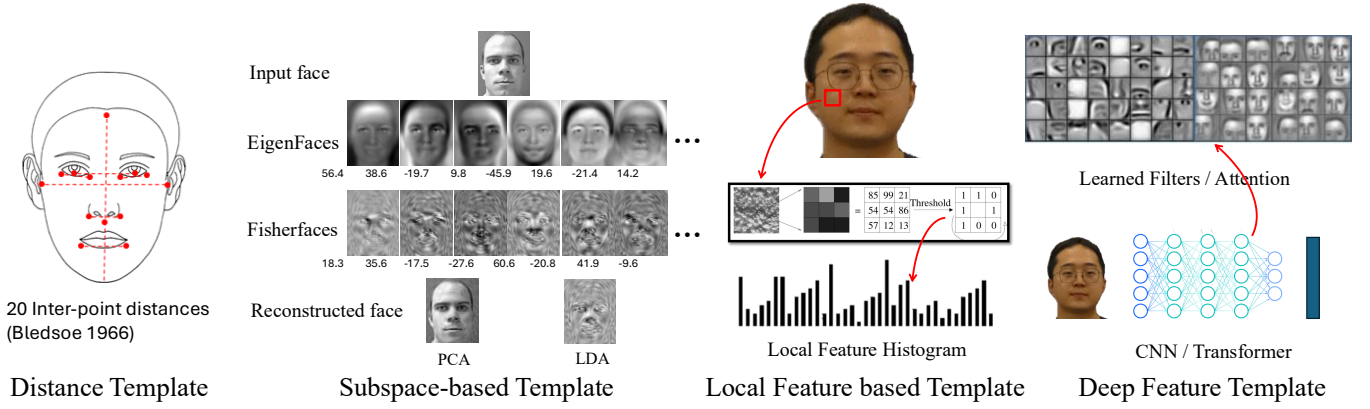 Input face
EigenFaces
56.4 38.6 -19.7 9.8 -45.9 19.6 -21.4 14.2
...
Fisherfaces
18.3 35.6 -17.5 -27.6 60.6 -20.8 41.9 -9.6
...
Reconstructed face
PCA LDA
20 Inter-point distances
(Bledsoe 1966)
85 99 21
54 54 86
57 12 13
=
Threshold
1 1 0
1 1
1 0 0
Local Feature Histogram
Learned Filters / Attention
CNN / Transformer
Distance Template
Subspace-based Template
Local Feature based Template
Deep Feature Template